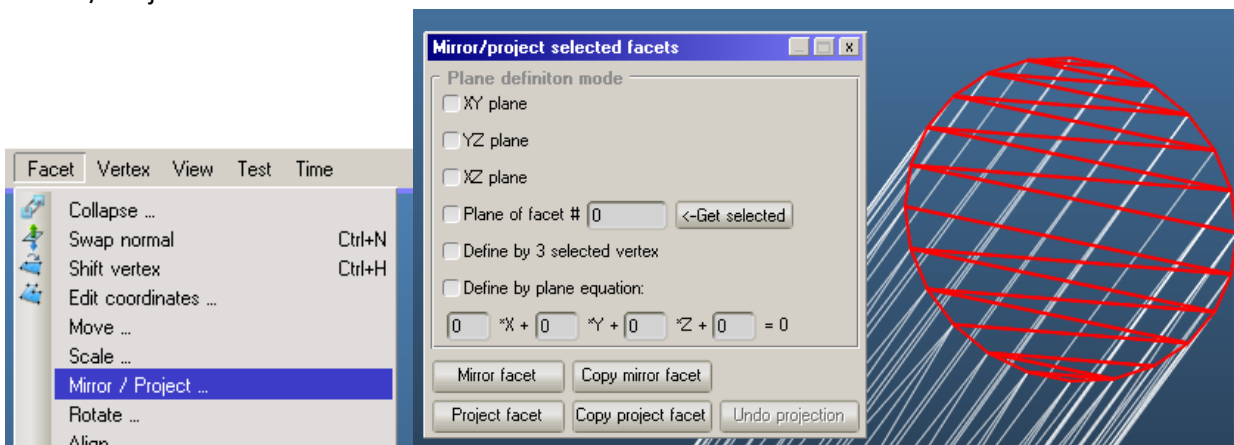 Facet Vertex View Test Time
Collapse ...
Swap normal Ctrl+N
Shift vertex Ctrl+H
Edit coordinates ...
Move ...
Scale ...
Mirror / Project ...
Rotate ...
Align
Mirror/project selected facets
Plane definiton mode
XY plane
YZ plane
XZ plane
Plane of facet # 0 <-Get selected
Define by 3 selected vertex
Define by plane equation:
0 *X + 0 *Y + 0 *Z + 0 = 0
Mirror facet Copy mirror facet
Project facet Copy project facet Undo projection